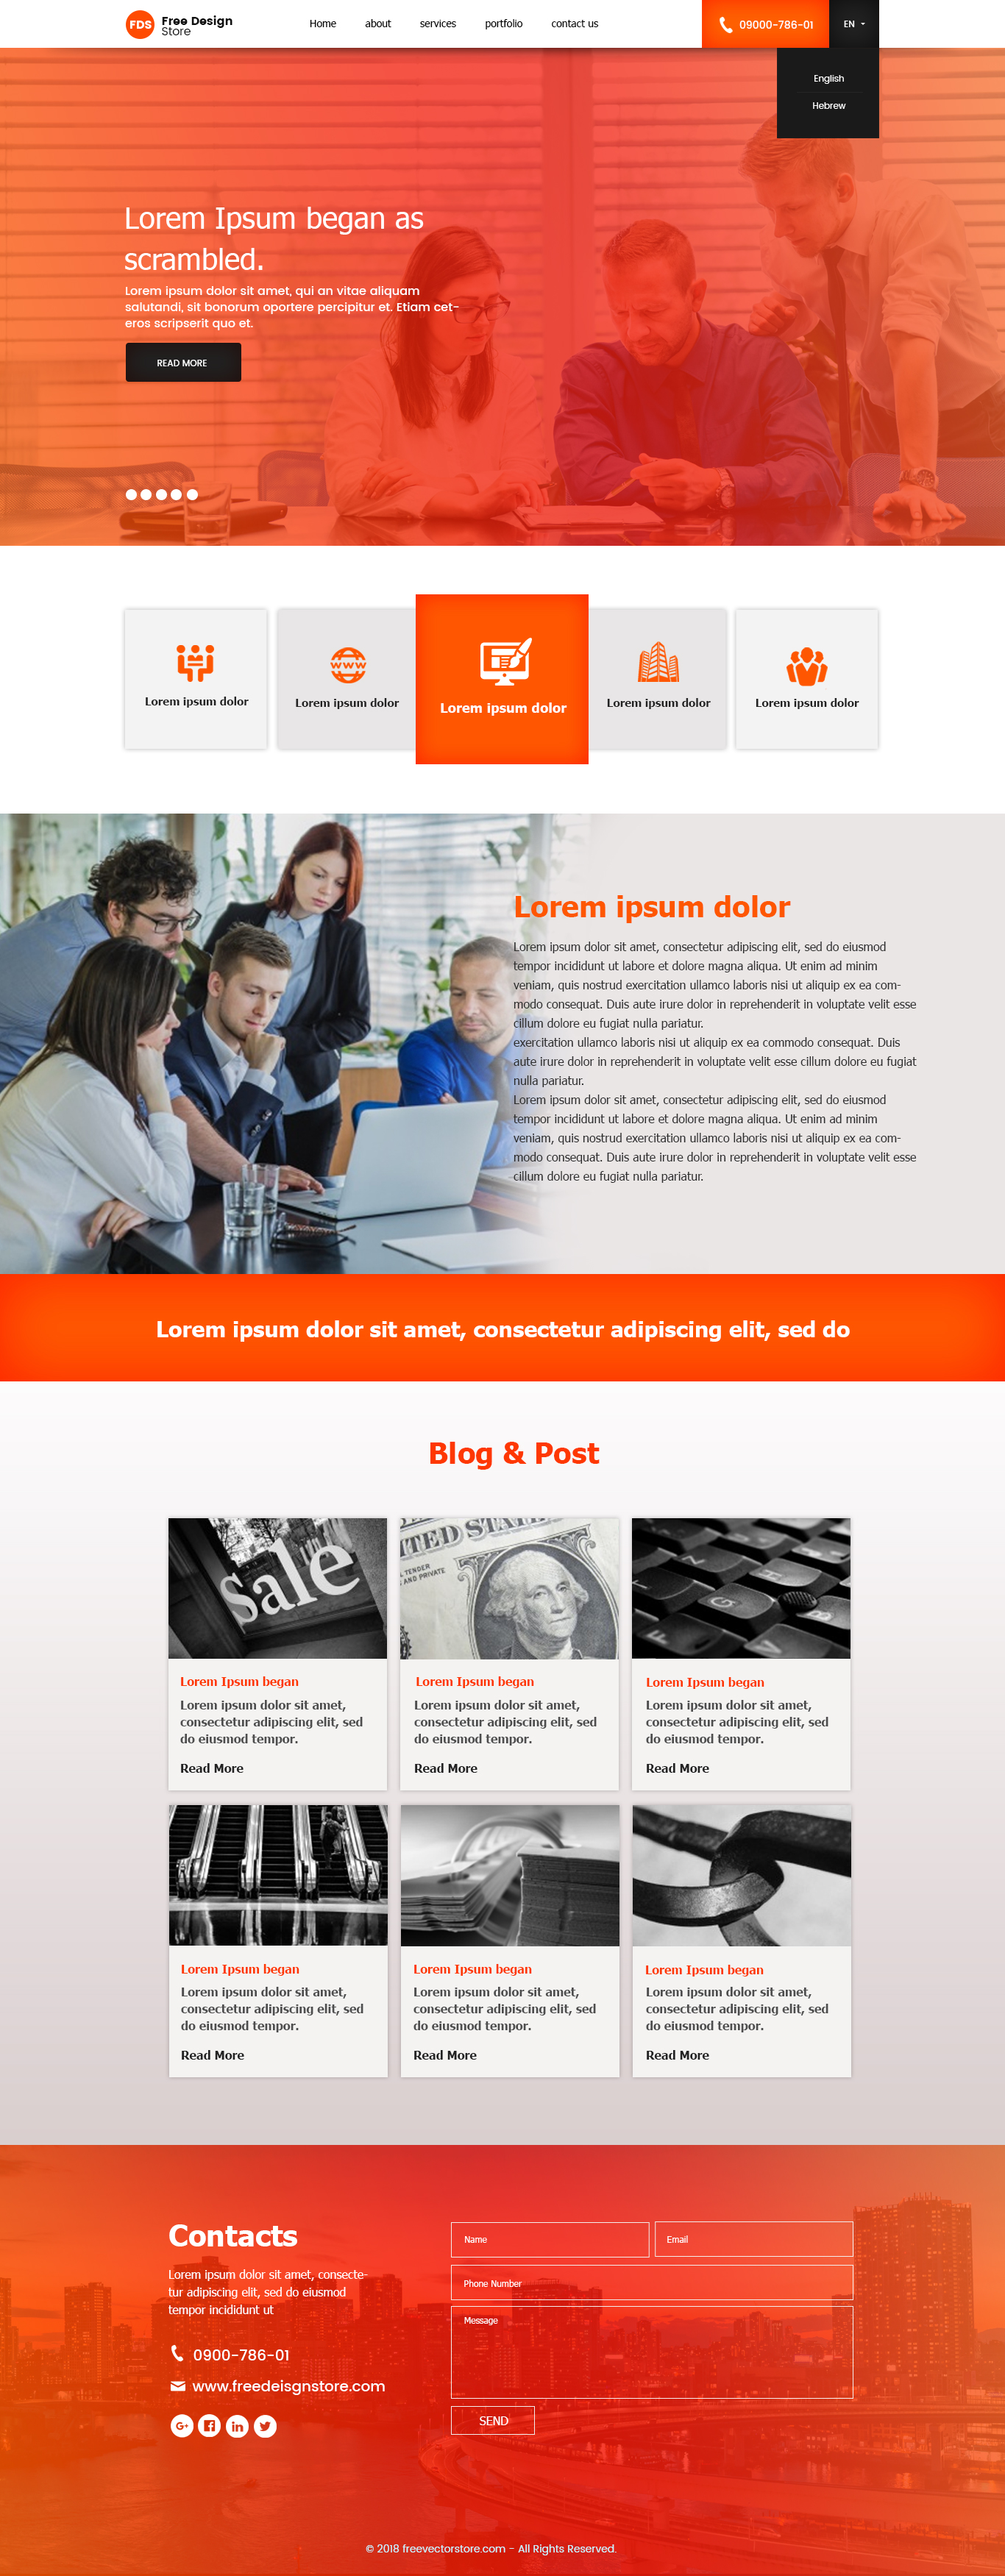 FDS
Free Design
Store
Home about services portfolio contact us
09000-786-01
EN
English
Hebrew
Lorem Ipsum began as
scrambled.
Lorem ipsum dolor sit amet, qui an vitae aliquam
salutandi, sit bonorum oportere percipitur et. Etiam cet-
eros scripserit quo et.
READ MORE
Lorem ipsum dolor
www
Lorem ipsum dolor
Lorem ipsum dolor
Lorem ipsum dolor
Lorem ipsum dolor
Lorem ipsum dolor
Lorem ipsum dolor sit amet, consectetur adipiscing elit, sed do eiusmod
tempor incididunt ut labore et dolore magna aliqua. Ut enim ad minim
veniam, quis nostrud exercitation ullamco laboris nisi ut aliquip ex ea com-
modo consequat. Duis aute irure dolor in reprehenderit in voluptate velit esse
cillum dolore eu fugiat nulla pariatur.
exercitation ullamco laboris nisi ut aliquip ex ea commodo consequat. Duis
aute irure dolor in reprehenderit in voluptate velit esse cillum dolore eu fugiat
nulla pariatur.
Lorem ipsum dolor sit amet, consectetur adipiscing elit, sed do eiusmod
tempor incididunt ut labore et dolore magna aliqua. Ut enim ad minim
veniam, quis nostrud exercitation ullamco laboris nisi ut aliquip ex ea com-
modo consequat. Duis aute irure dolor in reprehenderit in voluptate velit esse
cillum dolore eu fugiat nulla pariatur.
Lorem ipsum dolor sit amet, consectetur adipiscing elit, sed do
Blog & Post
sale
Lorem Ipsum began
Lorem ipsum dolor sit amet,
consectetur adipiscing elit, sed
do eiusmod tempor.
Read More
ITED STATE
TENDER
AND PRIVATE
Lorem Ipsum began
Lorem ipsum dolor sit amet,
consectetur adipiscing elit, sed
do eiusmod tempor.
Read More
Lorem Ipsum began
Lorem ipsum dolor sit amet,
consectetur adipiscing elit, sed
do eiusmod tempor.
Read More
Lorem Ipsum began
Lorem ipsum dolor sit amet,
consectetur adipiscing elit, sed
do eiusmod tempor.
Read More
Lorem Ipsum began
Lorem ipsum dolor sit amet,
consectetur adipiscing elit, sed
do eiusmod tempor.
Read More
Lorem Ipsum began
Lorem ipsum dolor sit amet,
consectetur adipiscing elit, sed
do eiusmod tempor.
Read More
Contacts
Lorem ipsum dolor sit amet, consecte-
tur adipiscing elit, sed do eiusmod
tempor incididunt ut
0900-786-01
www.freedeisgnstore.com
G+ f in
Name
Email
Phone Number
Message
SEND
© 2018 freevectorstore.com - All Rights Reserved.